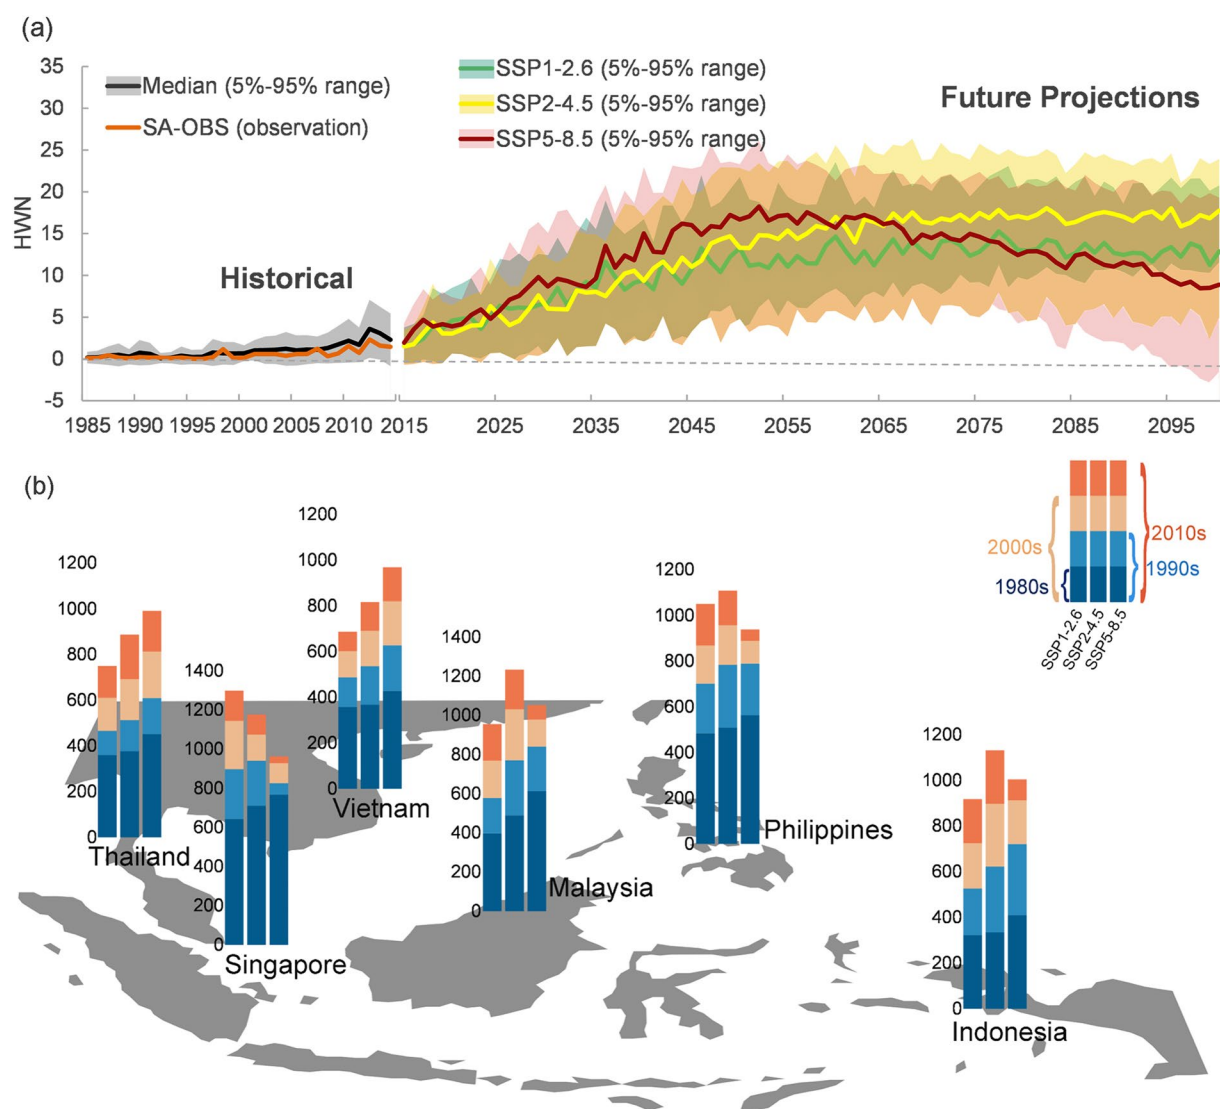 (a)
35
30
25
20
15
10
5
0
-5
HWN
Median (5%-95% range)
SA-OBS (observation)
SSP1-2.6 (5%-95% range)
SSP2-4.5 (5%-95% range)
SSP5-8.5 (5%-95% range)
Future Projections
Historical
1985 1990 1995 2000 2005 2010 2015 2025 2035 2045 2055 2065 2075 2085 2095
(b)
1200
1000
800
600
400
200
0
Thailand
1400
1200
1000
800
600
400
200
0
Singapore
1200
1000
800
600
400
200
0
Vietnam
1400
1200
1000
800
600
400
200
0
Malaysia
1200
1000
800
600
400
200
0
Philippines
1200
1000
800
600
400
200
0
Indonesia
2000s
1980s
2010s
1990s
SSP1-2.6
SSP2-4.5
SSP5-8.5